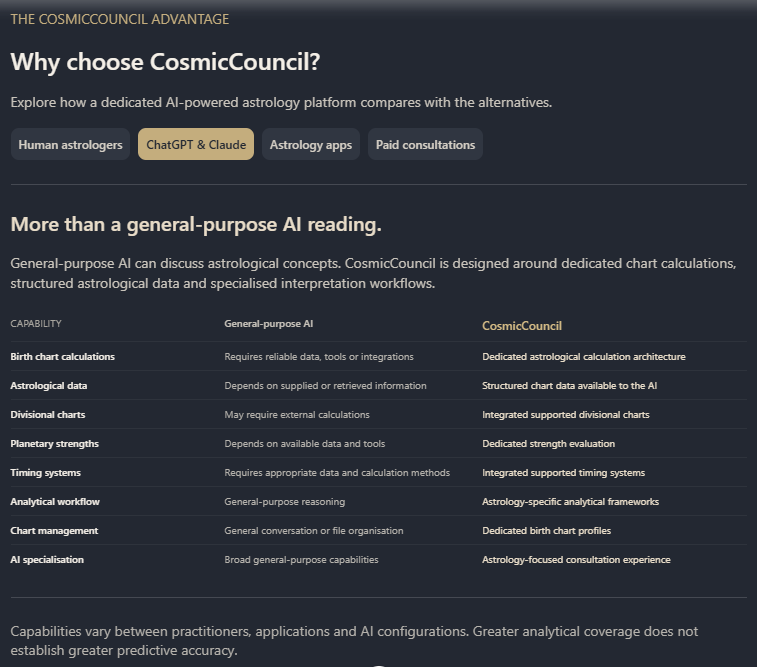 THE COSMICCOUNCIL ADVANTAGE
Why choose CosmicCouncil?
Explore how a dedicated AI-powered astrology platform compares with the alternatives.
Human astrologers ChatGPT & Claude Astrology apps Paid consultations
More than a general-purpose AI reading.
General-purpose AI can discuss astrological concepts. CosmicCouncil is designed around dedicated chart calculations,
structured astrological data and specialised interpretation workflows.
CAPABILITY General-purpose AI CosmicCouncil
Birth chart calculations Requires reliable data, tools or integrations Dedicated astrological calculation architecture
Astrological data Depends on supplied or retrieved information Structured chart data available to the AI
Divisional charts May require external calculations Integrated supported divisional charts
Planetary strengths Depends on available data and tools Dedicated strength evaluation
Timing systems Requires appropriate data and calculation methods Integrated supported timing systems
Analytical workflow General-purpose reasoning Astrology-specific analytical frameworks
Chart management General conversation or file organisation Dedicated birth chart profiles
AI specialisation Broad general-purpose capabilities Astrology-focused consultation experience
Capabilities vary between practitioners, applications and AI configurations. Greater analytical coverage does not
establish greater predictive accuracy.